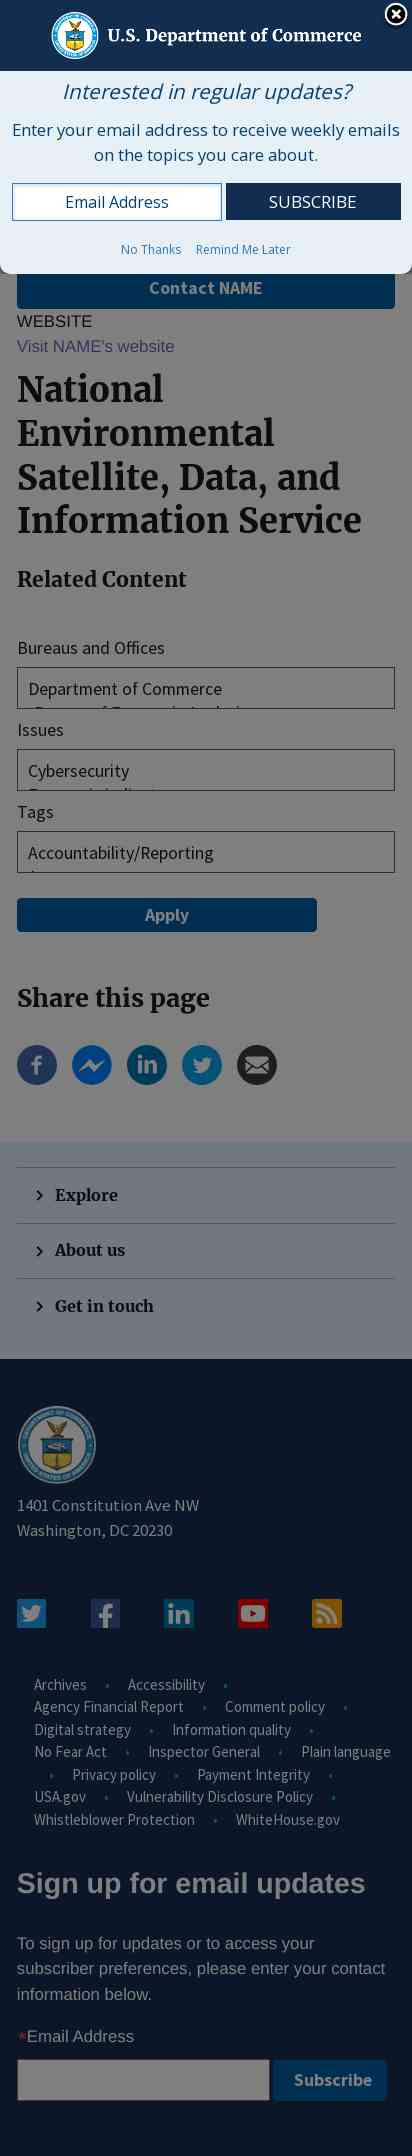 U.S. Department of Commerce
Interested in regular updates?
Enter your email address to receive weekly emails
on the topics you care about.
Email Address
SUBSCRIBE
No Thanks
Remind Me Later
Contact NAME
WEBSITE
Visit NAME's website
National
Environmental
Satellite, Data, and
Information Service
Related Content
Bureaus and Offices
Department of Commerce
Issues
Cybersecurity
Tags
Accountability/Reporting
Apply
Share this page
Explore
About us
Get in touch
1401 Constitution Ave NW
Washington, DC 20230
Archives • Accessibility •
Agency Financial Report • Comment policy •
Digital strategy • Information quality •
No Fear Act • Inspector General • Plain language
• Privacy policy • Payment Integrity •
USA.gov • Vulnerability Disclosure Policy •
Whistleblower Protection • WhiteHouse.gov
Sign up for email updates
To sign up for updates or to access your
subscriber preferences, please enter your contact
information below.
*Email Address
Subscribe